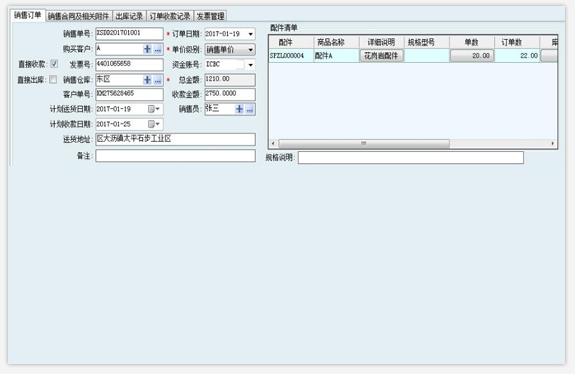 销售订单 销售合同及相关附件 出库记录 订单收款记录 发票管理
销售单号: XSDD201701001 * 订单日期: 2017-01-19
购买客户: A * 单价级别: 销售单价
直接收款: 发票号: 4401065658 资金账号: ICBC
直接出库: 销售仓库: 东区 * 总金额: 1210.00
客户单号: KM2T5628465 收款金额: 2750.0000
计划送货日期: 2017-01-19 销售员: 张三
计划收款日期: 2017-01-25
送货地址: 区大沥镇太平石步工业区
备注:
配件清单
配件 商品名称 详细说明 规格型号 单数 订单数
SPZL000004 配件A 花岗岩配件 20.00 22.00
规格说明: